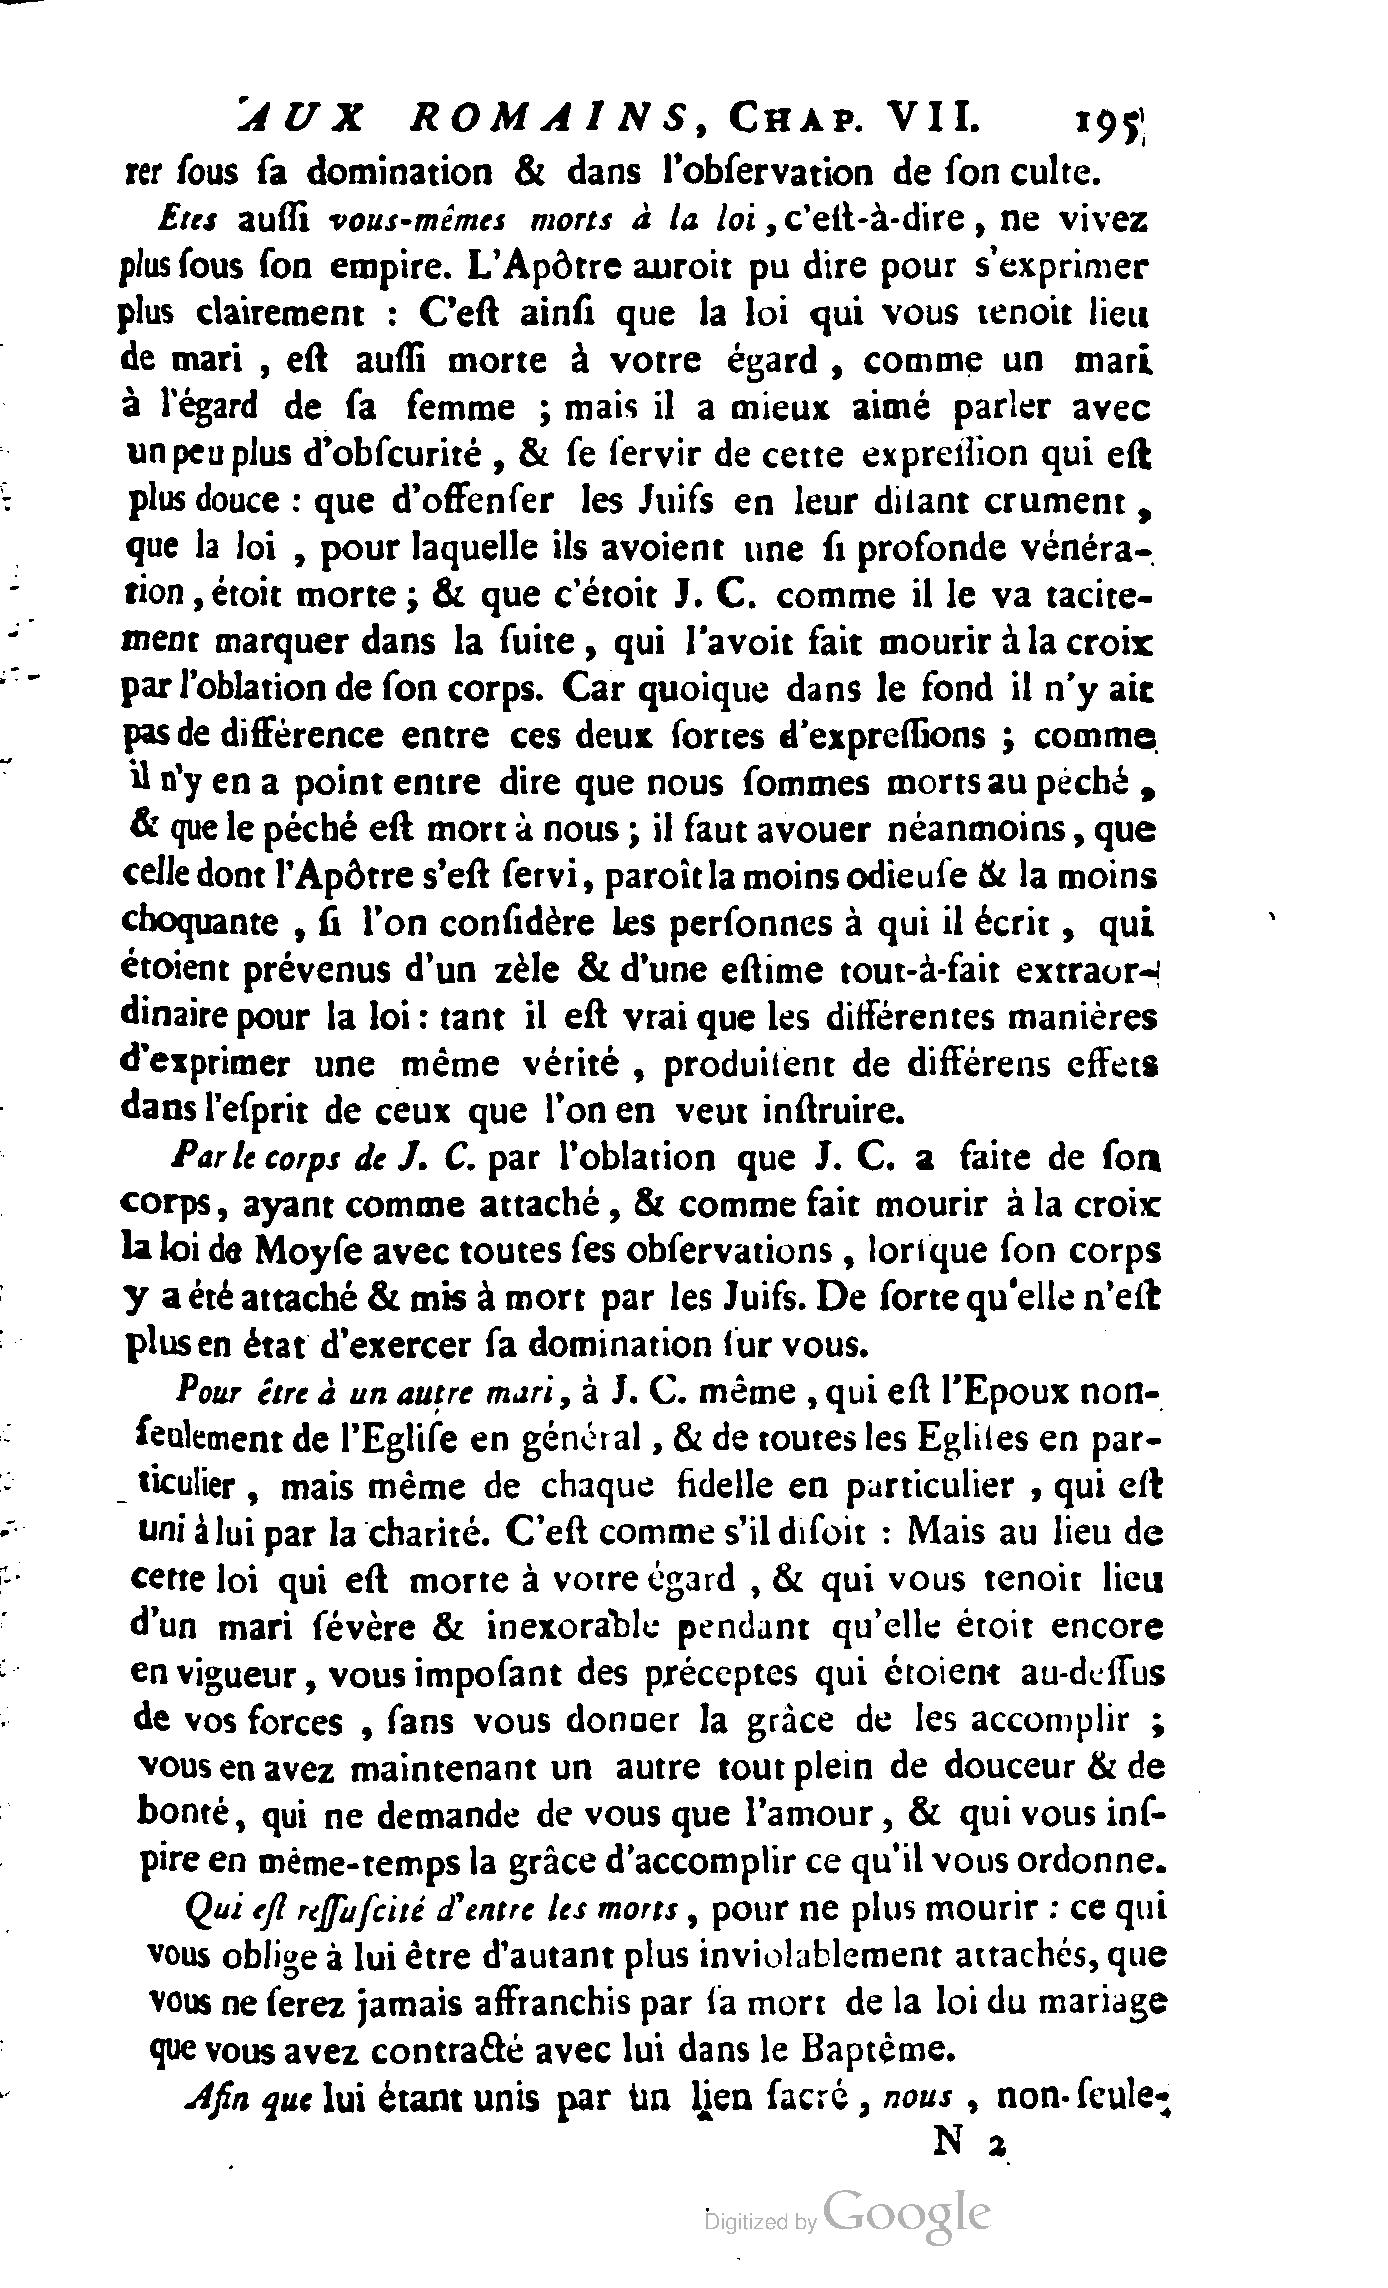 AUX ROMAINS, CHAP. VII. 195
rer ſous ſa domination & dans l'obſervation de ſon culte.
Etes auſſi vous-mêmes morts à la loi, c'eſt-à-dire, ne vivez
plus ſous ſon empire. L'Apôtre auroit pu dire pour s'exprimer
plus clairement : C'eſt ainſi que la loi qui vous tenoit lieu
de mari, eſt auſſi morte à votre égard, comme un mari
à l'égard de ſa femme ; mais il a mieux aimé parler avec
un peu plus d'obſcurité, & ſe ſervir de cette expreſſion qui eſt
plus douce : que d'offenſer les Juifs en leur diſant crument,
que la loi, pour laquelle ils avoient une ſi profonde vénéra-
tion, étoit morte ; & que c'étoit J. C. comme il le va tacite-
ment marquer dans la ſuite, qui l'avoit fait mourir à la croix
par l'oblation de ſon corps. Car quoique dans le fond il n'y ait
pas de différence entre ces deux ſortes d'expreſſions ; comme
il n'y en a point entre dire que nous ſommes morts au péché,
& que le péché eſt mort à nous ; il faut avouer néanmoins, que
celle dont l'Apôtre s'eſt ſervi, paroît la moins odieuſe & la moins
choquante, ſi l'on conſidère les perſonnes à qui il écrit, qui
étoient prévenus d'un zèle & d'une eſtime tout-à-fait extraor-
dinaire pour la loi : tant il eſt vrai que les différentes manières
d'exprimer une même vérité, produiſent de différens effets
dans l'eſprit de ceux que l'on en veut inſtruire.
Par le corps de J. C. par l'oblation que J. C. a faite de ſon
corps, ayant comme attaché, & comme fait mourir à la croix
la loi de Moyſe avec toutes ſes obſervations, lorſque ſon corps
y a été attaché & mis à mort par les Juifs. De ſorte qu'elle n'eſt
plus en état d'exercer ſa domination ſur vous.
Pour être à un autre mari, à J. C. même, qui eſt l'Epoux non-
ſeulement de l'Egliſe en général, & de toutes les Egliſes en par-
ticulier, mais même de chaque fidelle en particulier, qui eſt
uni à lui par la charité. C'eſt comme s'il diſoit : Mais au lieu de
cette loi qui eſt morte à votre égard, & qui vous tenoit lieu
d'un mari ſévère & inexorable pendant qu'elle étoit encore
en vigueur, vous impoſant des préceptes qui étoient au-deſſus
de vos forces, ſans vous donner la grâce de les accomplir ;
vous en avez maintenant un autre tout plein de douceur & de
bonté, qui ne demande de vous que l'amour, & qui vous inſ-
pire en même-temps la grâce d'accomplir ce qu'il vous ordonne.
Qui eſt reſſuſcité d'entre les morts, pour ne plus mourir : ce qui
vous oblige à lui être d'autant plus inviolablement attachés, que
vous ne ſerez jamais affranchis par ſa mort de la loi du mariage
que vous avez contracté avec lui dans le Baptême.
Afin que lui étant unis par un lien ſacré, nous, non-ſeule-
N 2
Digitized by Google